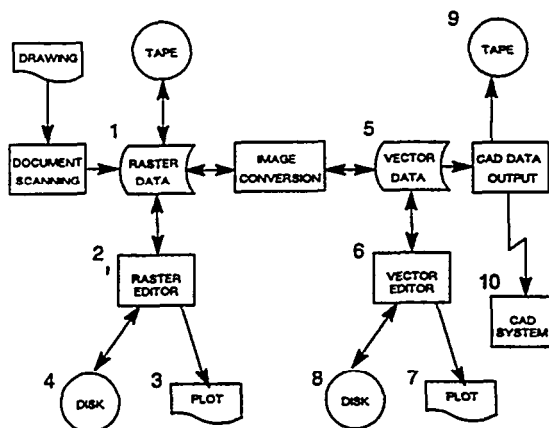 9
DRAWING
TAPE
TAPE
1
5
DOCUMENT
SCANNING
RASTER
DATA
IMAGE
CONVERSION
VECTOR
DATA
CAD DATA
OUTPUT
2
RASTER
EDITOR
6
VECTOR
EDITOR
10
CAD
SYSTEM
4
DISK
3
PLOT
8
DISK
7
PLOT